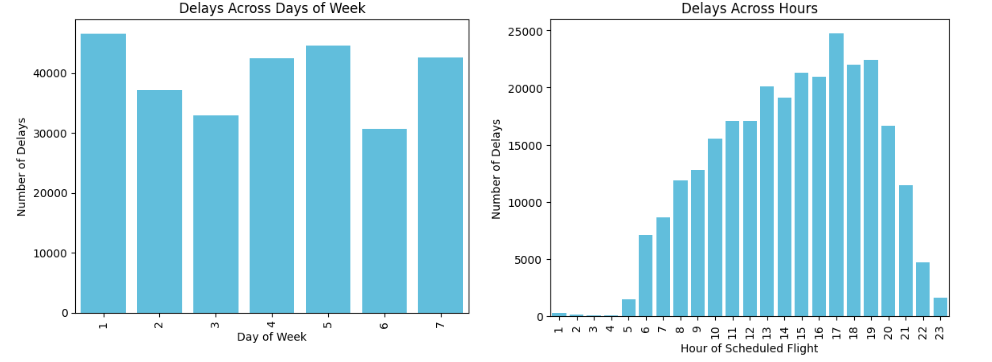 Delays Across Days of Week
Number of Delays
40000
30000
20000
10000
0
1 2 3 4 5 6 7
Day of Week
Delays Across Hours
Number of Delays
25000
20000
15000
10000
5000
0
1 2 3 4 5 6 7 8 9 10 11 12 13 14 15 16 17 18 19 20 21 22 23
Hour of Scheduled Flight